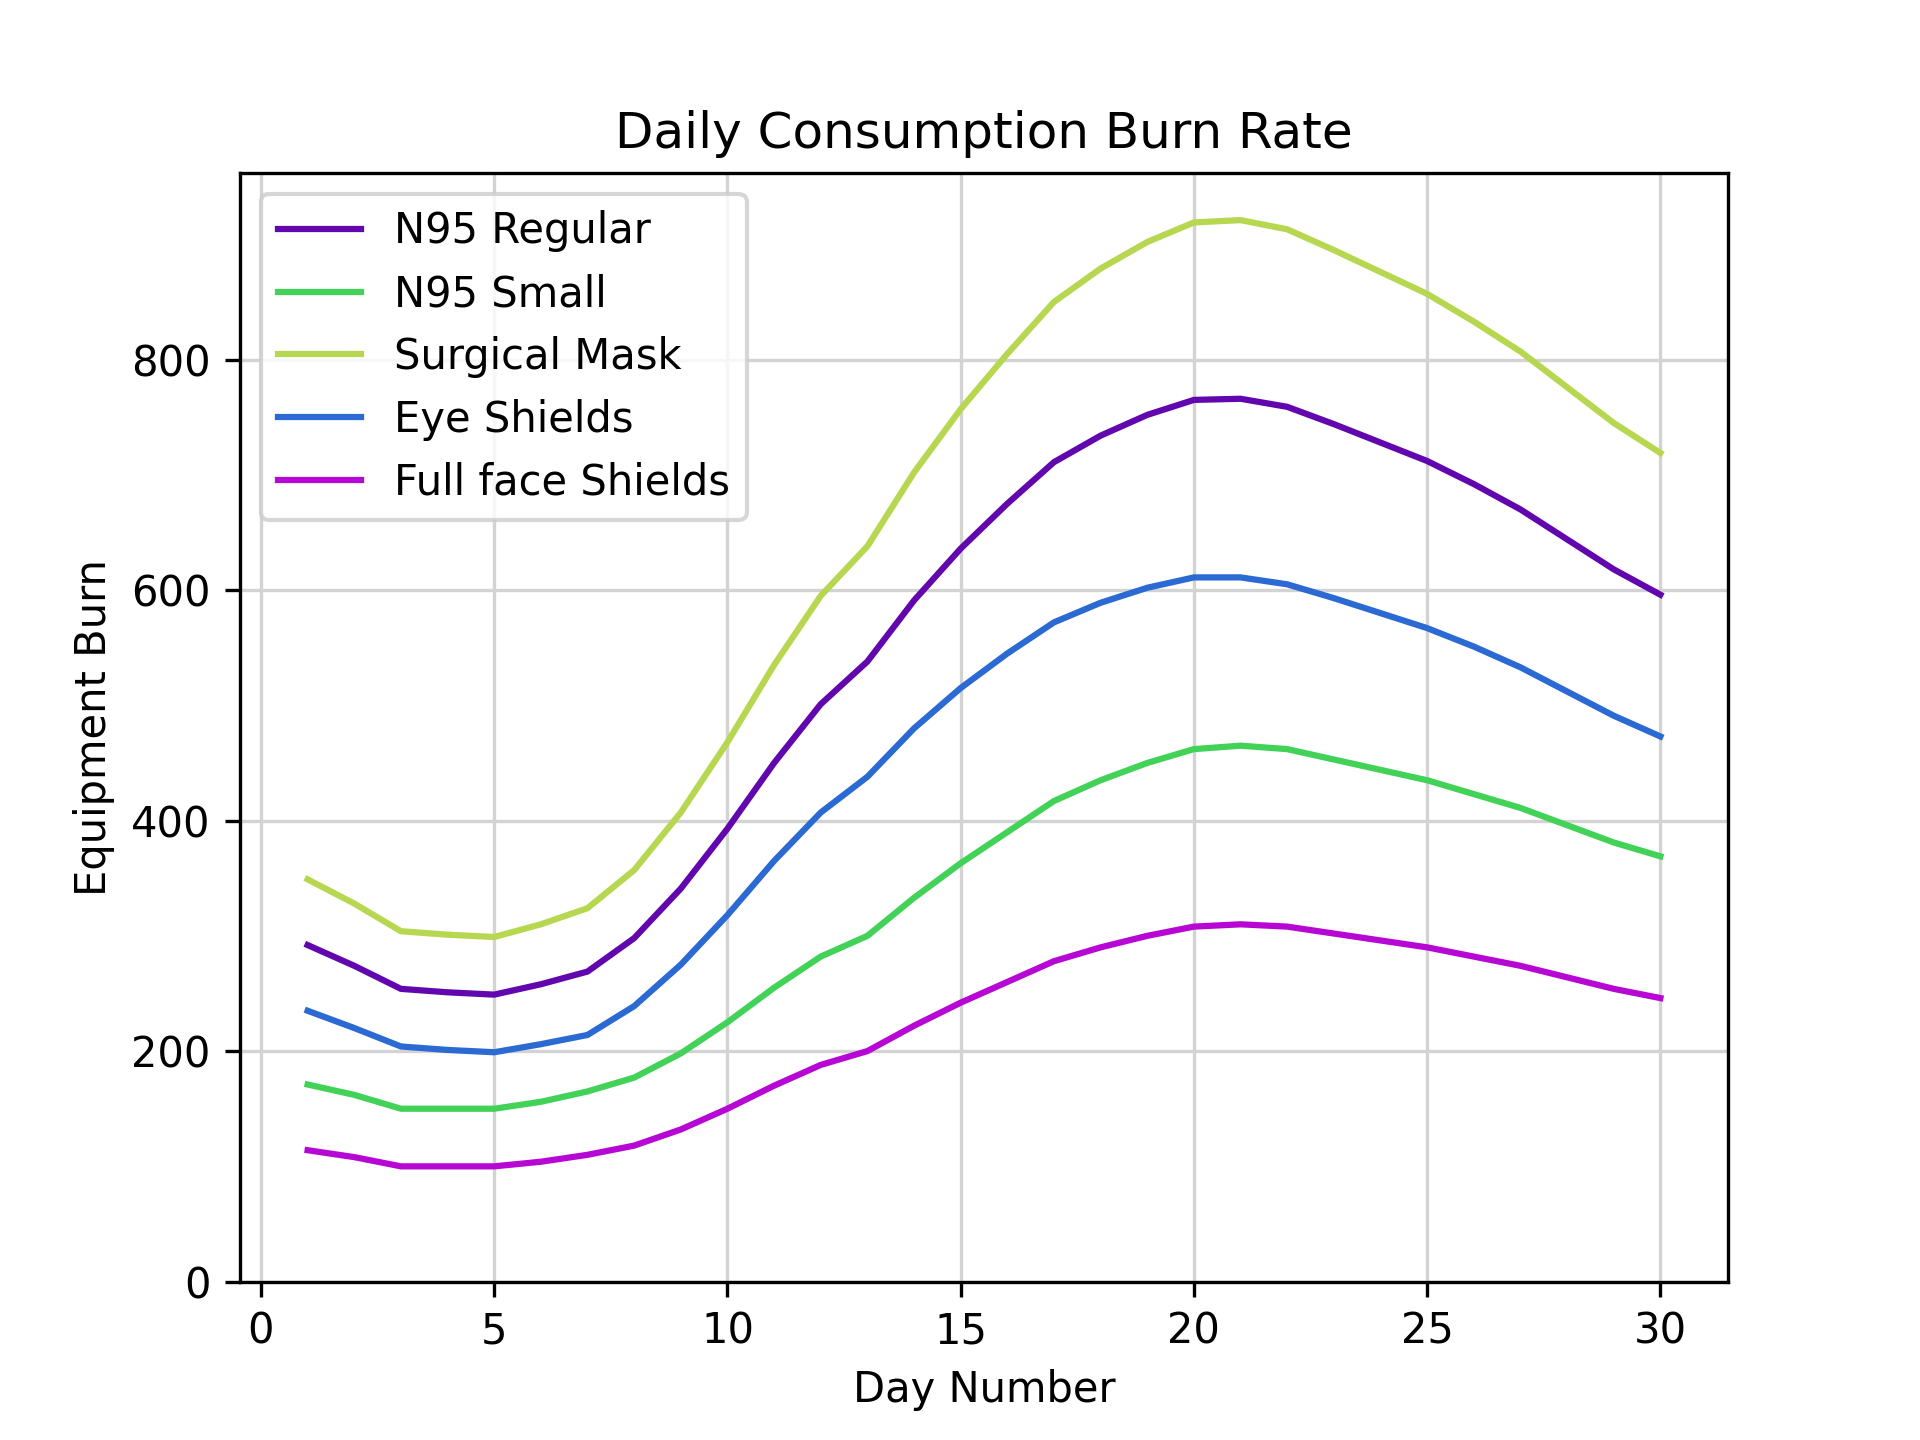 Daily Consumption Burn Rate
N95 Regular
N95 Small
Surgical Mask
Eye Shields
Full face Shields
Equipment Burn
800
600
400
200
0
0 5 10 15 20 25 30
Day Number